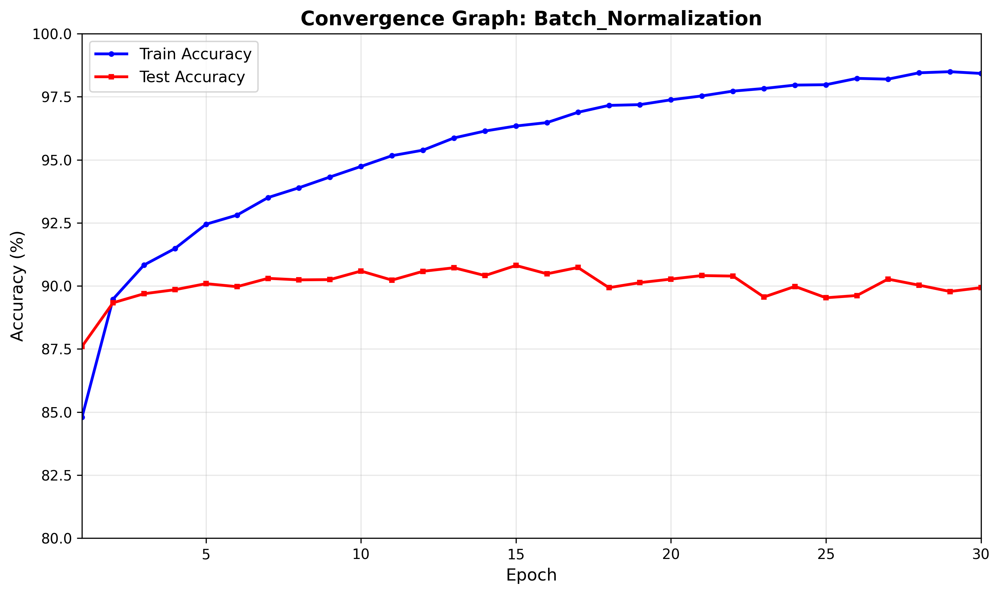 Convergence Graph: Batch_Normalization
Train Accuracy
Test Accuracy
Accuracy (%)
100.0
97.5
95.0
92.5
90.0
87.5
85.0
82.5
80.0
5 10 15 20 25 30
Epoch